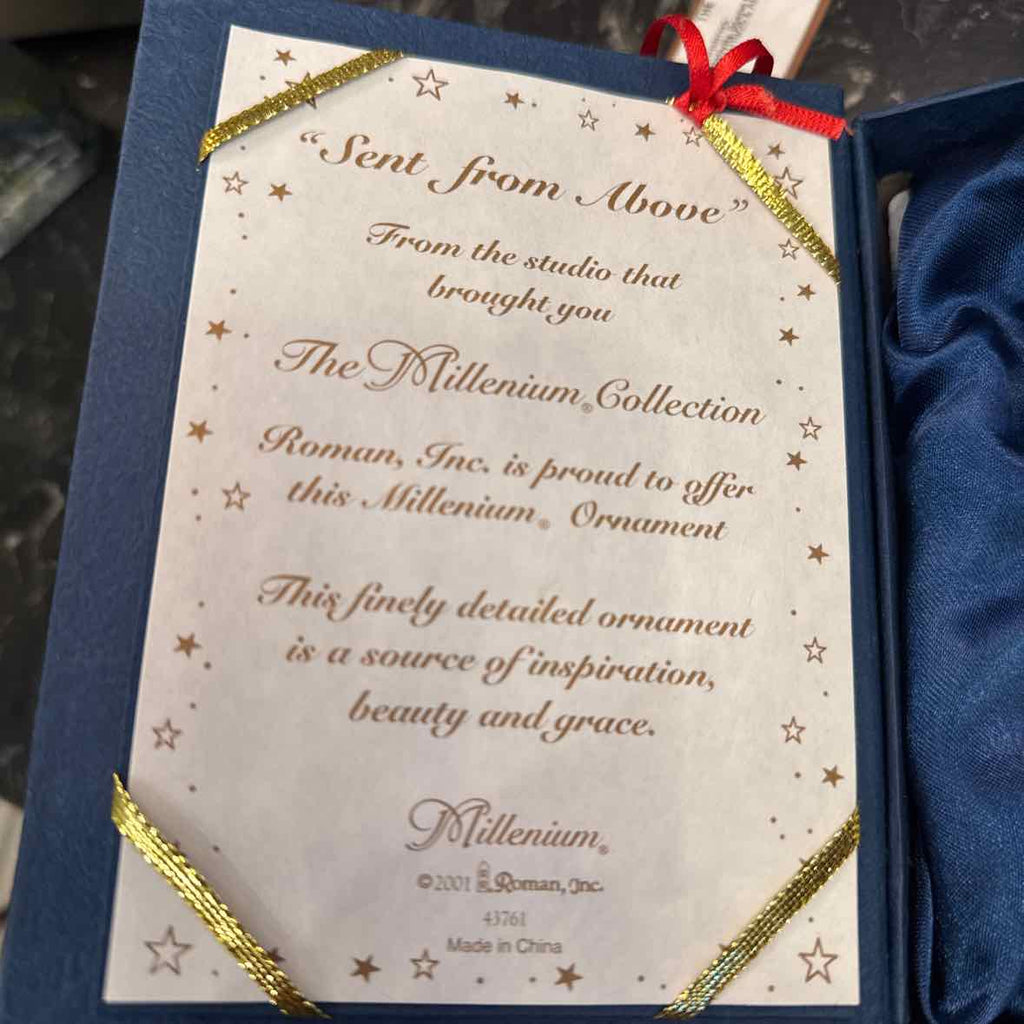 "Sent from Above"
From the studio that
brought you
The Millenium® Collection
Roman, Inc. is proud to offer
this Millenium® Ornament
This finely detailed ornament
is a source of inspiration,
beauty and grace.
Millenium®
©2001 Roman, Inc.
43761
Made in China